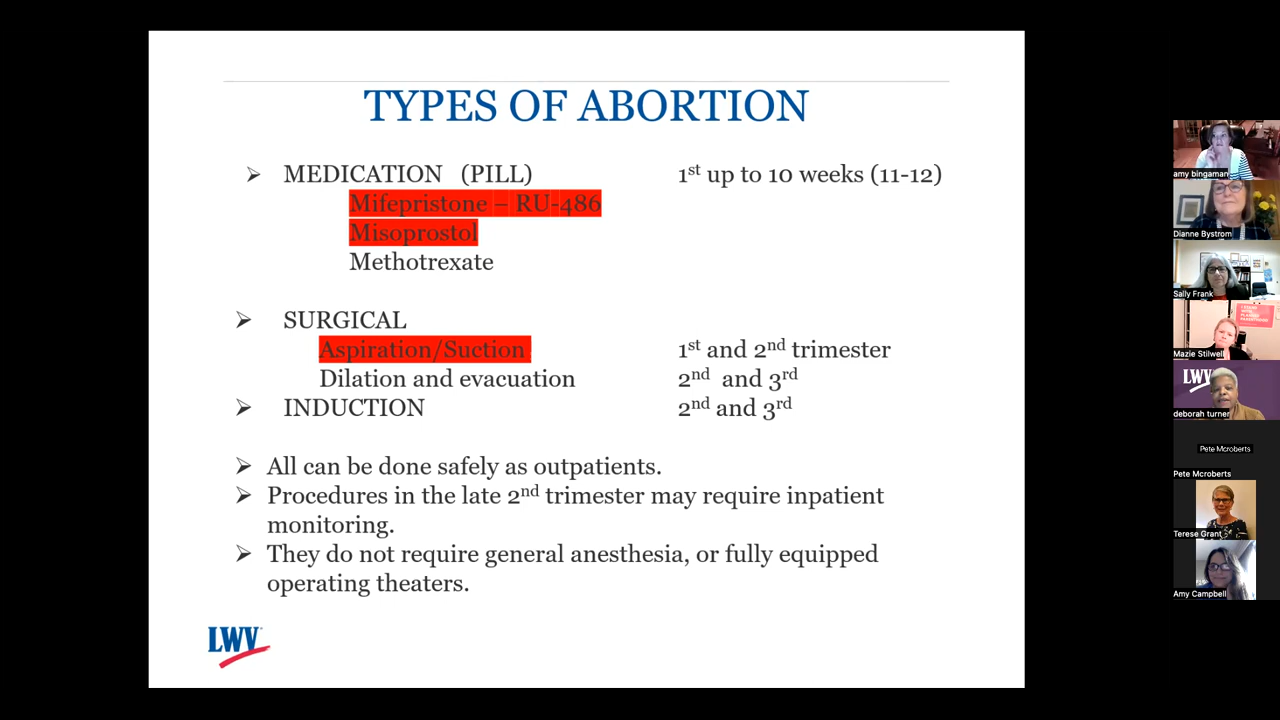 TYPES OF ABORTION
➢ MEDICATION (PILL) 1st up to 10 weeks (11-12)
Mifepristone – RU-486
Misoprostol
Methotrexate
➢ SURGICAL
Aspiration/Suction 1st and 2nd trimester
Dilation and evacuation 2nd and 3rd
➢ INDUCTION 2nd and 3rd
➢ All can be done safely as outpatients.
➢ Procedures in the late 2nd trimester may require inpatient
monitoring.
➢ They do not require general anesthesia, or fully equipped
operating theaters.
LWV
amy bingaman
Dianne Bystrom
Sally Frank
Mazie Stilwell
LWV
deborah turner
Pete Mcroberts
Pete Mcroberts
Terese Grant
Amy Campbell